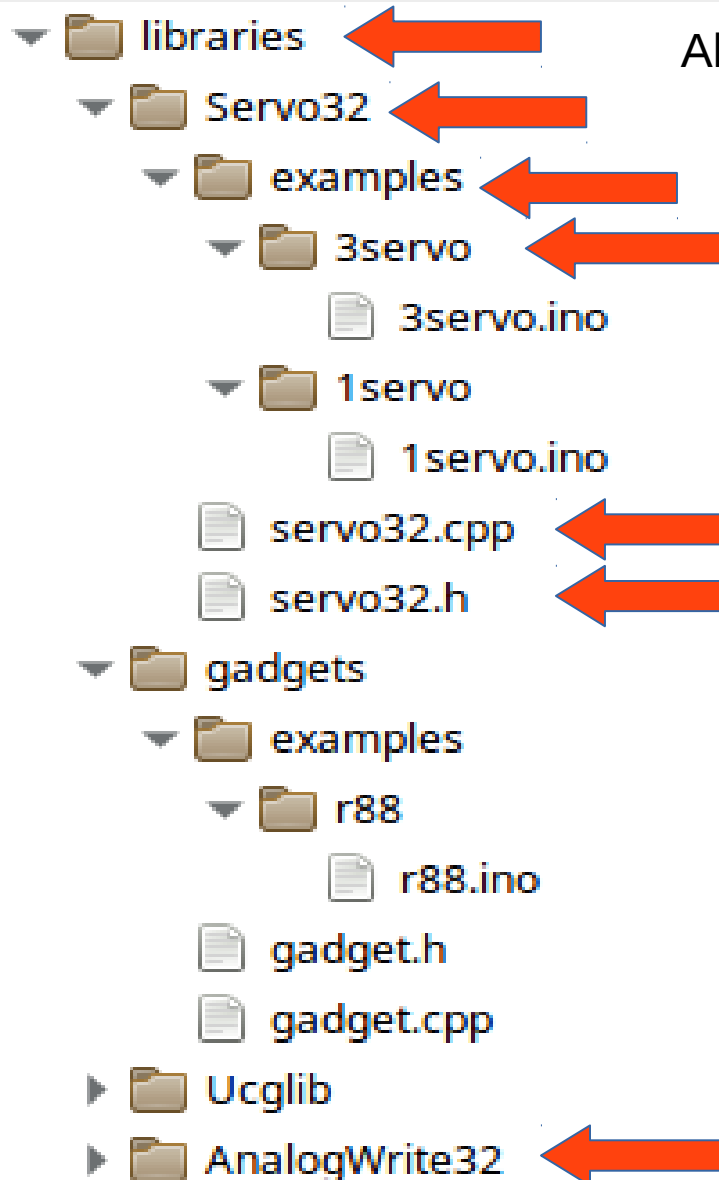 libraries
Servo32
examples
3servo
3servo.ino
1servo
1servo.ino
servo32.cpp
servo32.h
gadgets
examples
r88
r88.ino
gadget.h
gadget.cpp
Ucglib
AnalogWrite32